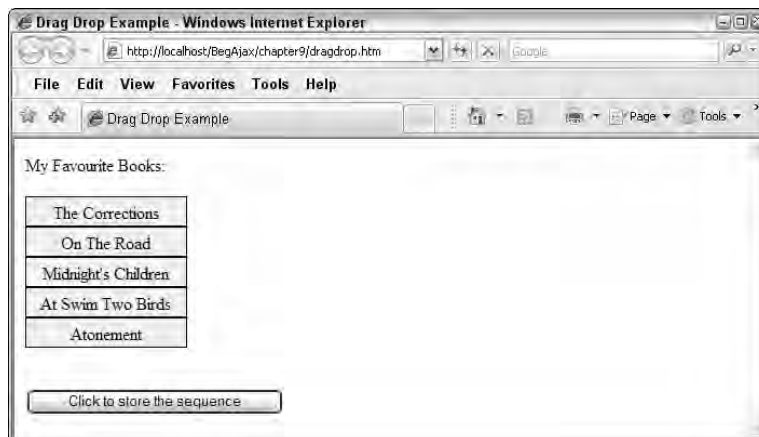 Drag Drop Example - Windows Internet Explorer
http://localhost/BegAjax/chapter9/dragdrop.htm
Google
File Edit View Favorites Tools Help
Drag Drop Example
Page Tools
My Favourite Books:
The Corrections
On The Road
Midnight's Children
At Swim Two Birds
Atonement
Click to store the sequence